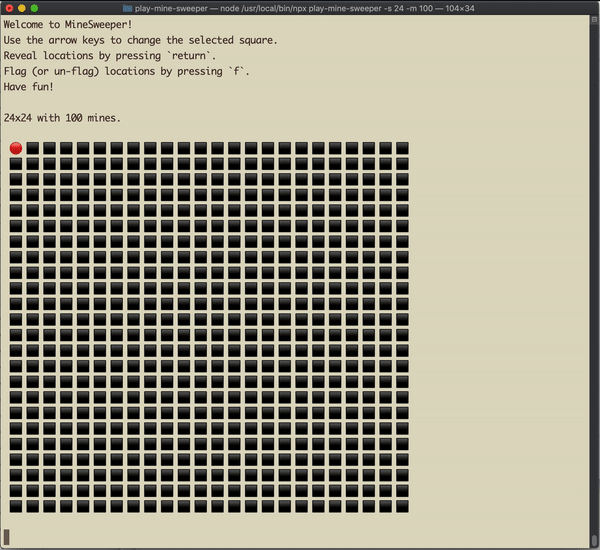 play-mine-sweeper — node /usr/local/bin/npx play-mine-sweeper -s 24 -m 100 — 104×34
Welcome to MineSweeper!
Use the arrow keys to change the selected square.
Reveal locations by pressing `return`.
Flag (or un-flag) locations by pressing `f`.
Have fun!
24x24 with 100 mines.